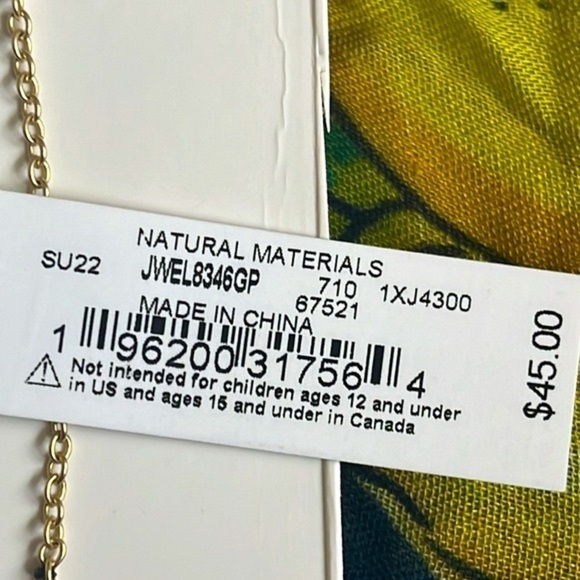 NATURAL MATERIALS
SU22 JWEL8346GP 710 1XJ4300
67521
MADE IN CHINA
1 96200 31756 4
Not intended for children ages 12 and under
in US and ages 15 and under in Canada
$45.00